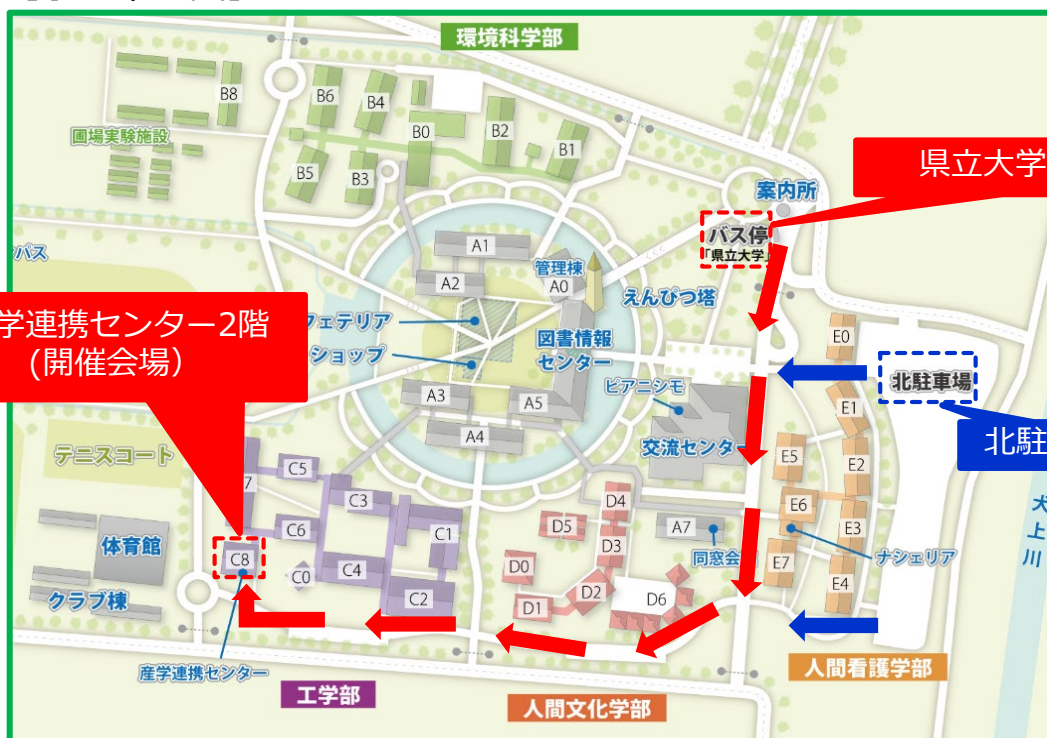 環境科学部
B8
B6
B4
B0
B2
B1
B5
B3
圃場実験施設
県立大学
案内所
バス停
「県立大学」
パス
A1
A2
管理棟
A0
えんぴつ塔
フェテリア
ショップ
図書情報
センター
学連携センター2階
(開催会場）
A3
A5
A4
ピアニシモ
交流センター
E0
北駐車場
北駐
E1
E2
E5
E6
E3
E7
E4
ナシェリア
犬
上
川
テニスコート
7
C5
C3
C6
C1
C8
C0
C4
C2
体育館
クラブ棟
D4
D5
D3
D0
D2
D1
D6
A7
同窓会
産学連携センター
工学部
人間文化学部
人間看護学部